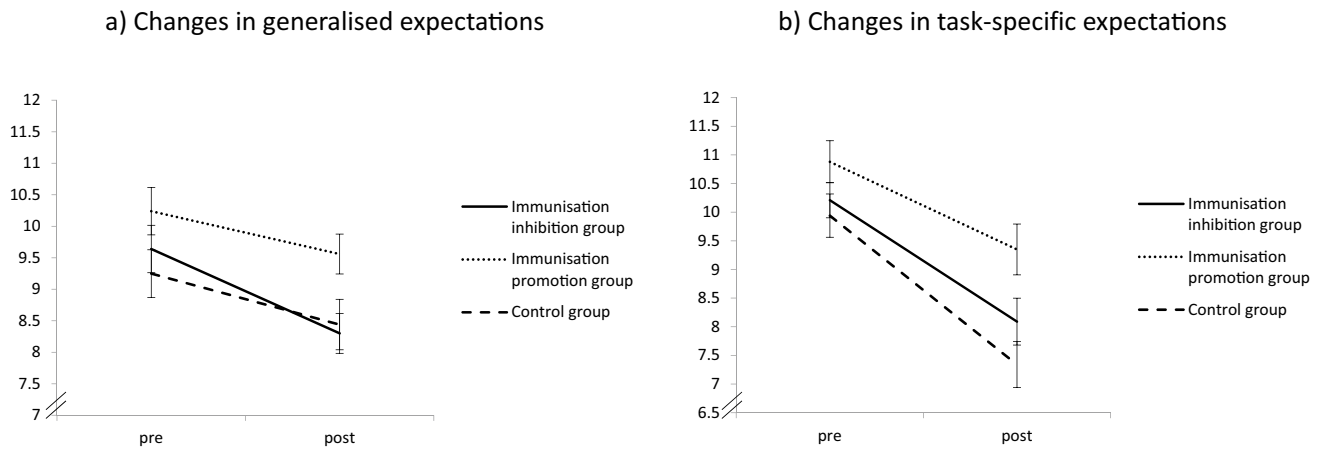 a) Changes in generalised expectations
12
11.5
11
10.5
10
9.5
9
8.5
8
7.5
7
pre
post
Immunisation
inhibition group
Immunisation
promotion group
Control group
b) Changes in task-specific expectations
12
11.5
11
10.5
10
9.5
9
8.5
8
7.5
7
6.5
pre
post
Immunisation
inhibition group
Immunisation
promotion group
Control group